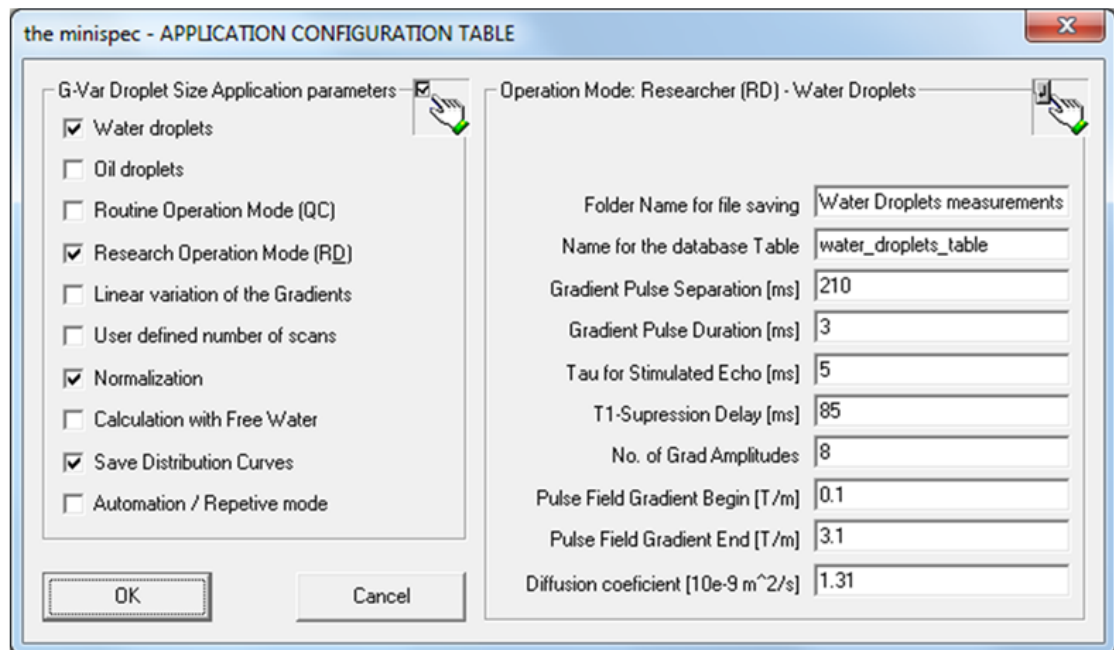 the minispec - APPLICATION CONFIGURATION TABLE
G-Var Droplet Size Application parameters
Water droplets
Oil droplets
Routine Operation Mode (QC)
Research Operation Mode (RD)
Linear variation of the Gradients
User defined number of scans
Normalization
Calculation with Free Water
Save Distribution Curves
Automation / Repetive mode
OK
Cancel
Operation Mode: Researcher (RD) - Water Droplets
Folder Name for file saving Water Droplets measurements
Name for the database Table water_droplets_table
Gradient Pulse Separation [ms] 210
Gradient Pulse Duration [ms] 3
Tau for Stimulated Echo [ms] 5
T1-Supression Delay [ms] 85
No. of Grad Amplitudes 8
Pulse Field Gradient Begin [T/m] 0.1
Pulse Field Gradient End [T/m] 3.1
Diffusion coeficient [10e-9 m^2/s] 1.31